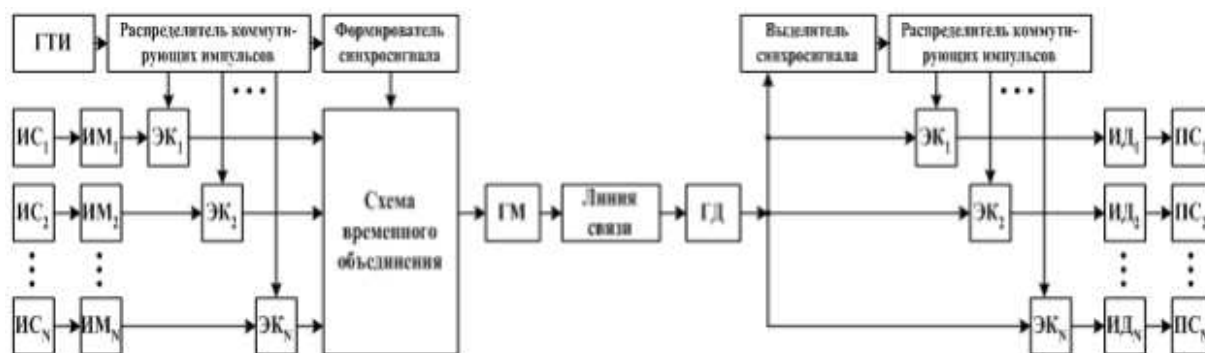 ГТИ
Распределитель коммути-
рующих импульсов
Формирователь
синхросигнала
Выделитель
синхросигнала
Распределитель коммути-
рующих импульсов
ИС1
ИМ1
ЭК1
ЭК1
ИД1
ПС1
ИС2
ИМ2
ЭК2
Схема
временного
объединения
ГМ
Линия
связи
ГД
ЭК2
ИД2
ПС2
ИСN
ИМN
ЭКN
ЭКN
ИДN
ПСN